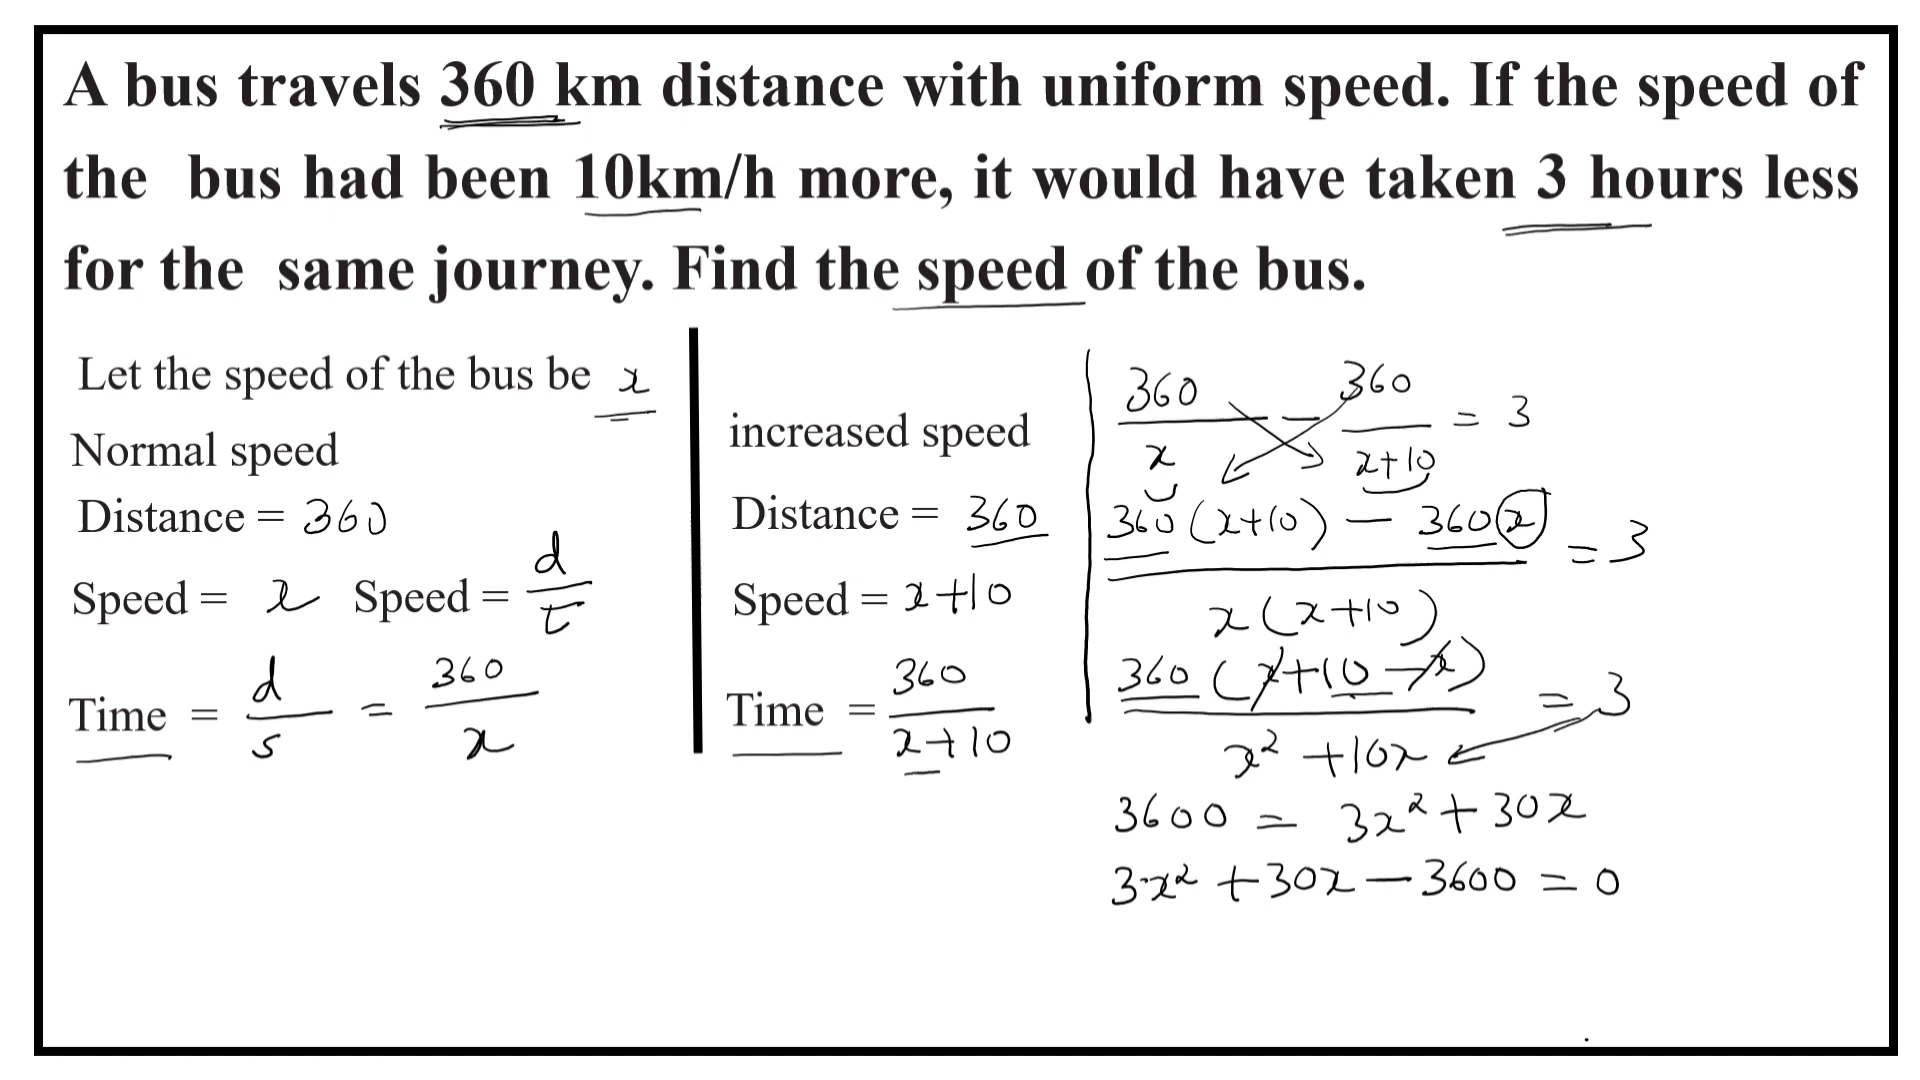 A bus travels 360 km distance with uniform speed. If the speed of
the bus had been 10km/h more, it would have taken 3 hours less
for the same journey. Find the speed of the bus.
Let the speed of the bus be x
Normal speed
Distance = 360
Speed = x Speed = d/t
Time = d/s = 360/x
increased speed
Distance = 360
Speed = x+10
Time = 360/x+10
360/x - 360/x+10 = 3
360(x+10) - 360x / x(x+10) = 3
360(x+10-x) / x² + 10x = 3
3600 = 3x² + 30x
3x² + 30x - 3600 = 0